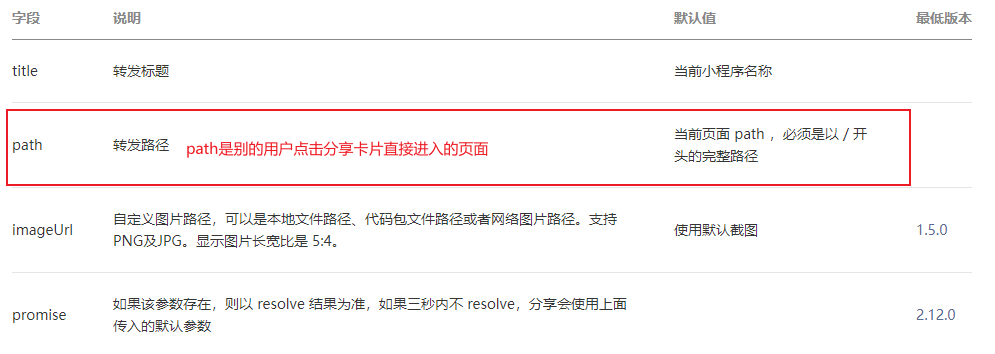 字段 说明 默认值 最低版本
title 转发标题 当前小程序名称
path 转发路径 path是别的用户点击分享卡片直接进入的页面 当前页面 path ，必须是以 / 开
头的完整路径
imageUrl 自定义图片路径，可以是本地文件路径、代码包文件路径或者网络图片路径。支持
PNG及JPG。显示图片长宽比是 5:4。 使用默认截图 1.5.0
promise 如果该参数存在，则以 resolve 结果为准，如果三秒内不 resolve，分享会使用上面
传入的默认参数 2.12.0